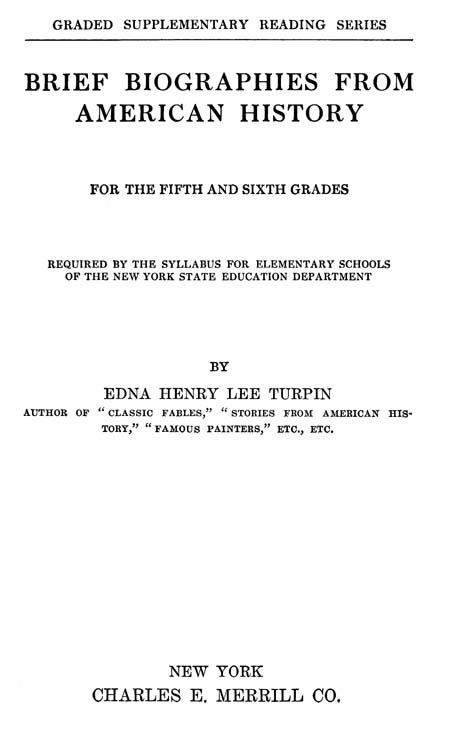 GRADED SUPPLEMENTARY READING SERIES
BRIEF BIOGRAPHIES FROM
AMERICAN HISTORY
FOR THE FIFTH AND SIXTH GRADES
REQUIRED BY THE SYLLABUS FOR ELEMENTARY SCHOOLS
OF THE NEW YORK STATE EDUCATION DEPARTMENT
BY
EDNA HENRY LEE TURPIN
AUTHOR OF “ CLASSIC FABLES,” “ STORIES FROM AMERICAN HIS-
TORY,” “ FAMOUS PAINTERS,” ETC., ETC.
NEW YORK
CHARLES E. MERRILL CO.